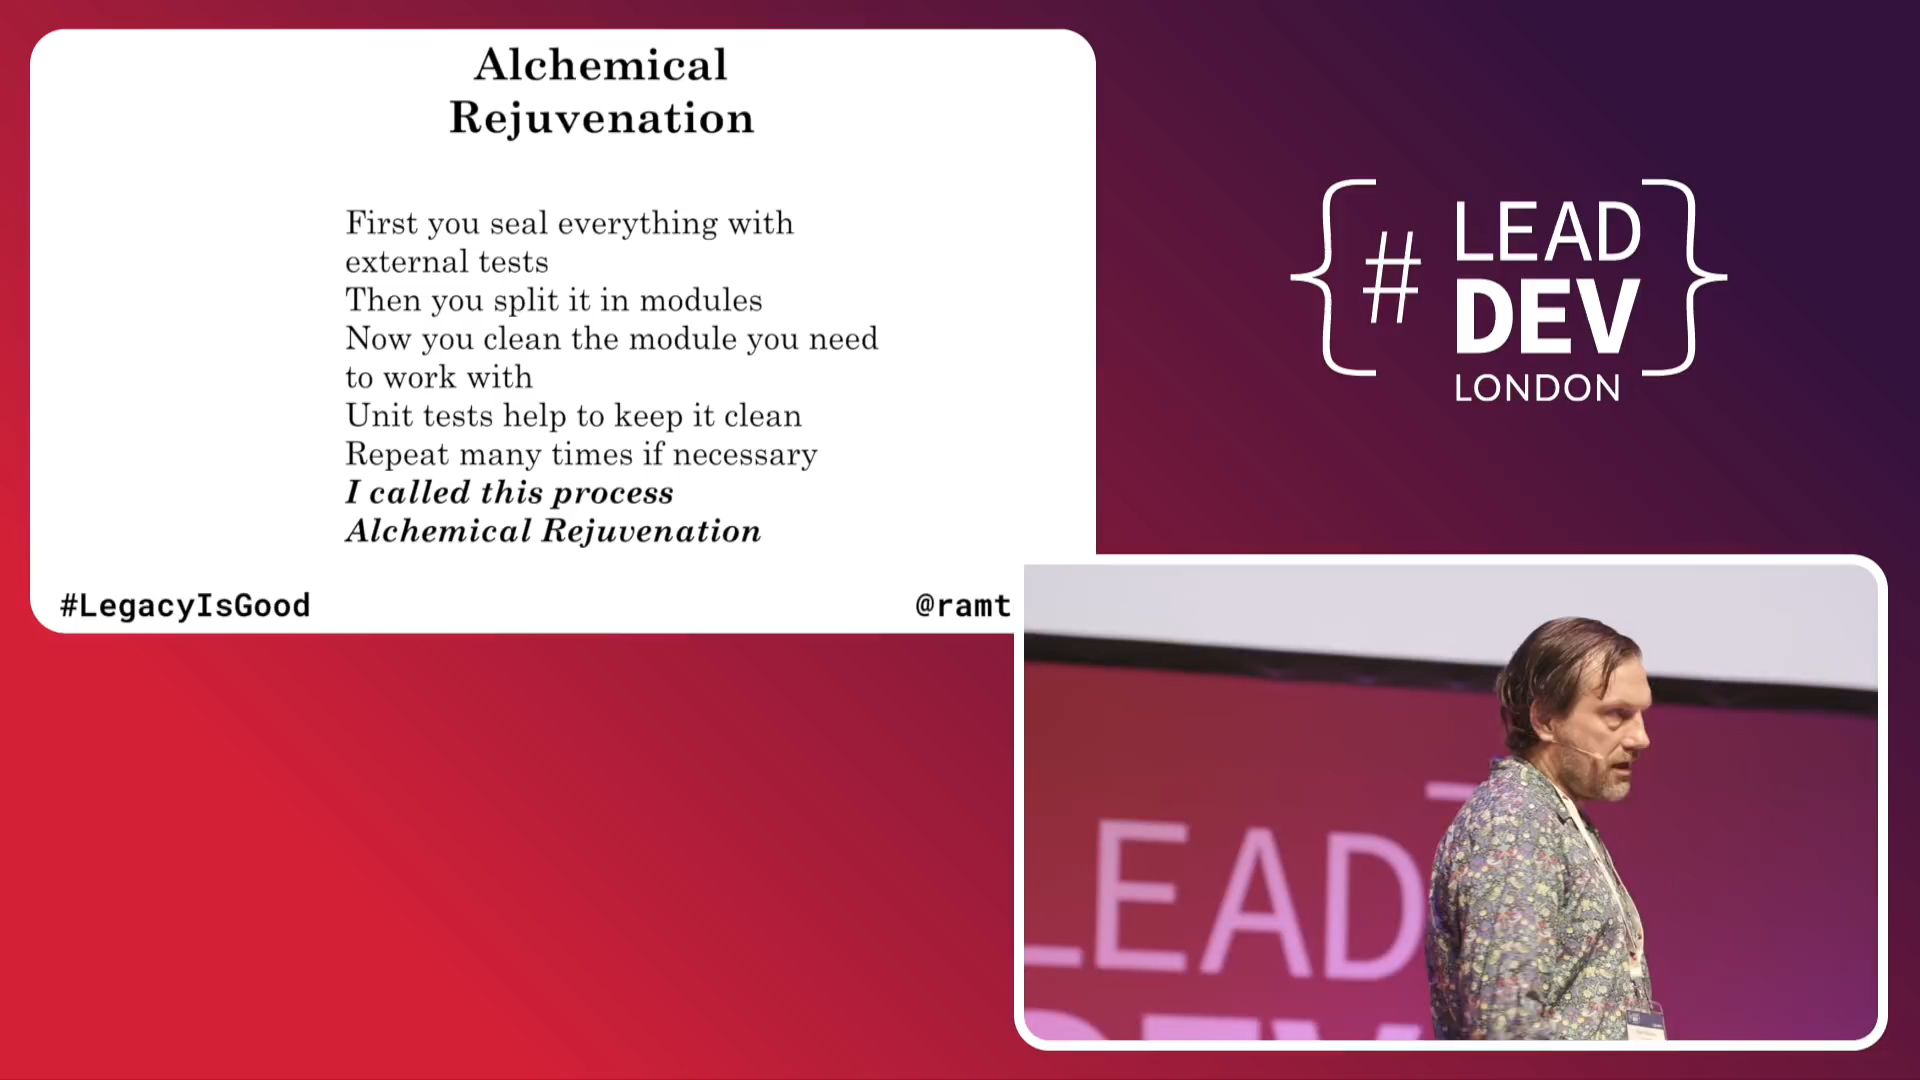 Alchemical
Rejuvenation
First you seal everything with
external tests
Then you split it in modules
Now you clean the module you need
to work with
Unit tests help to keep it clean
Repeat many times if necessary
I called this process
Alchemical Rejuvenation
#LegacyIsGood
@ramt
{# LEAD
DEV}
LONDON
LEAD
DEV